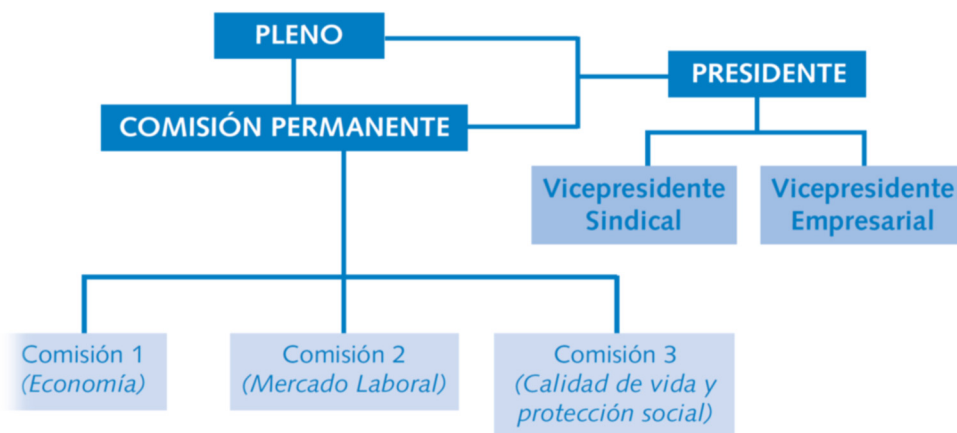 PLENO
PRESIDENTE
COMISIÓN PERMANENTE
Vicepresidente
Sindical
Vicepresidente
Empresarial
Comisión 1
(Economía)
Comisión 2
(Mercado Laboral)
Comisión 3
(Calidad de vida y
protección social)